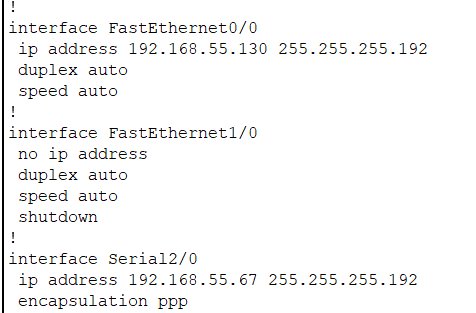 !
interface FastEthernet0/0
 ip address 192.168.55.130 255.255.255.192
 duplex auto
 speed auto
!
interface FastEthernet1/0
 no ip address
 duplex auto
 speed auto
 shutdown
!
interface Serial2/0
 ip address 192.168.55.67 255.255.255.192
 encapsulation ppp